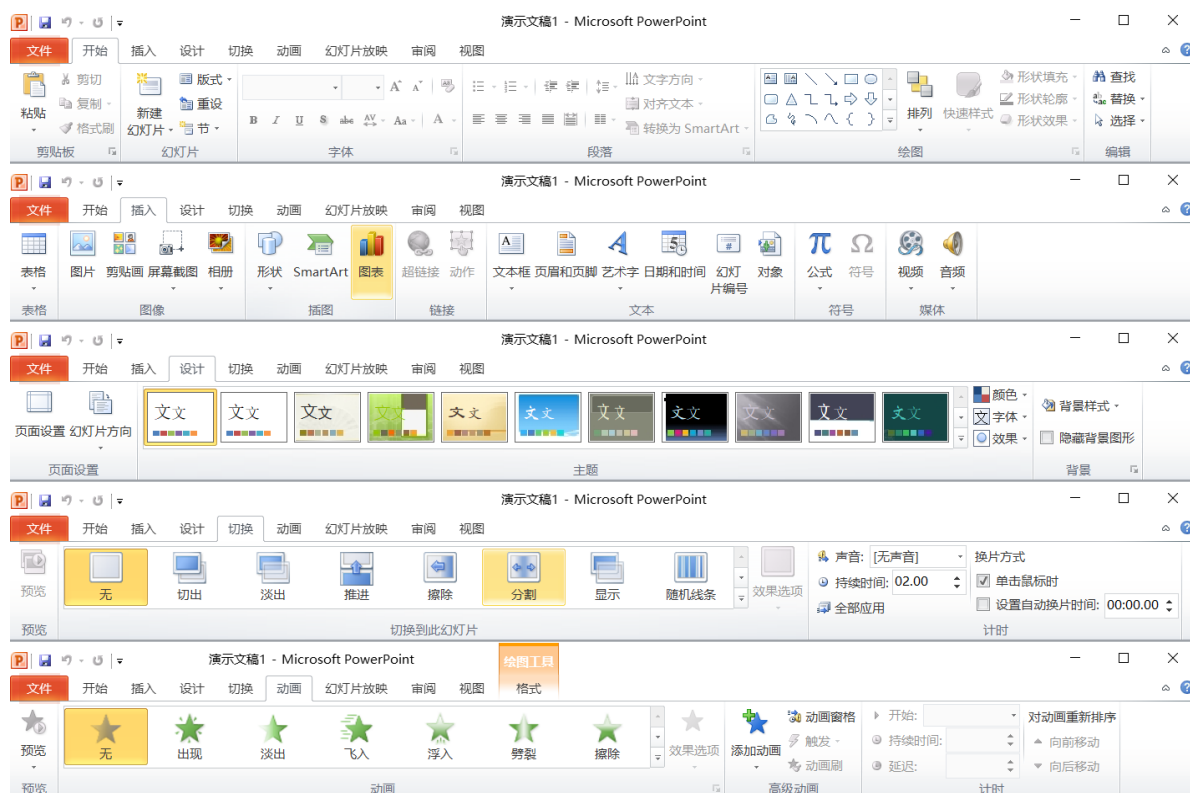 演示文稿1 - Microsoft PowerPoint
文件 开始 插入 设计 切换 动画 幻灯片放映 审阅 视图
粘贴 剪切 复制 格式刷 新建 幻灯片 版式 重设 节 文字方向 对齐文本 转换为 SmartArt 排列 快速样式 形状填充 形状轮廓 形状效果 查找 替换 选择
剪贴板 幻灯片 字体 段落 绘图 编辑
演示文稿1 - Microsoft PowerPoint
文件 开始 插入 设计 切换 动画 幻灯片放映 审阅 视图
表格 图片 剪贴画 屏幕截图 相册 形状 SmartArt 图表 超链接 动作 文本框 页眉和页脚 艺术字 日期和时间 幻灯片编号 对象 公式 符号 视频 音频
表格 图像 插图 链接 文本 符号 媒体
演示文稿1 - Microsoft PowerPoint
文件 开始 插入 设计 切换 动画 幻灯片放映 审阅 视图
页面设置 幻灯片方向 文文 文文 文文 文文 文文 文文 文文 文文 文文 文文 文文 颜色 字体 效果 背景样式 隐藏背景图形
页面设置 主题 背景
演示文稿1 - Microsoft PowerPoint
文件 开始 插入 设计 切换 动画 幻灯片放映 审阅 视图
预览 无 切出 淡出 推进 擦除 分割 显示 随机线条 效果选项 声音: [无声音] 持续时间: 02.00 全部应用 换片方式 单击鼠标时 设置自动换片时间: 00:00.00
预览 切换到此幻灯片 计时
演示文稿1 - Microsoft PowerPoint 绘图工具
文件 开始 插入 设计 切换 动画 幻灯片放映 审阅 视图 格式
预览 无 出现 淡出 飞入 浮入 劈裂 擦除 效果选项 添加动画 动画窗格 触发 动画刷 开始: 持续时间: 延迟: 对动画重新排序 向前移动 向后移动
预览 动画 高级动画 计时